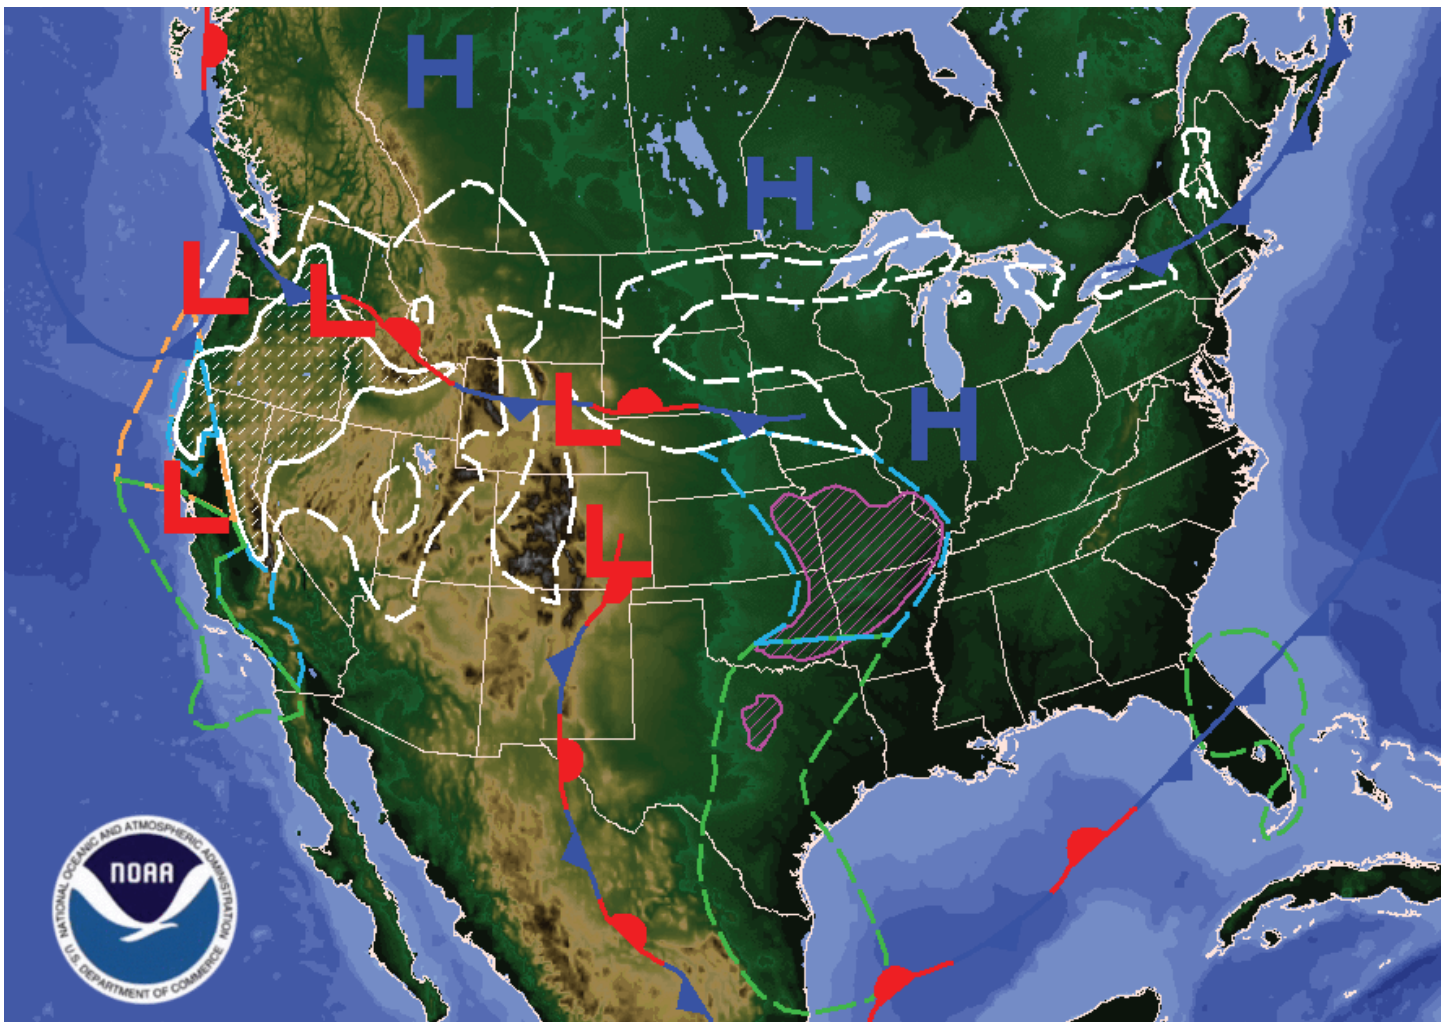 H
H
L
L
L
H
L
L
NATIONAL OCEANIC AND ATMOSPHERIC ADMINISTRATION
NOAA
U.S. DEPARTMENT OF COMMERCE